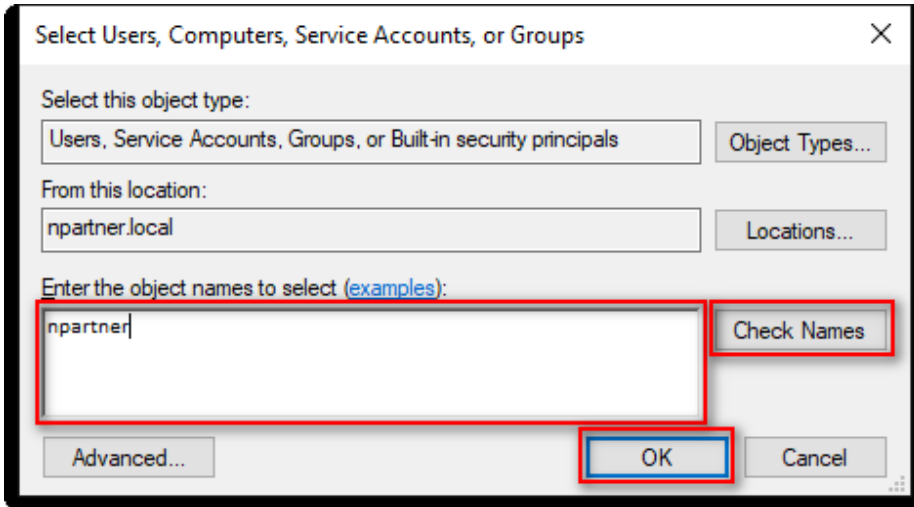 Select Users, Computers, Service Accounts, or Groups
Select this object type:
Users, Service Accounts, Groups, or Built-in security principals
Object Types...
From this location:
npartner.local
Locations...
Enter the object names to select (examples):
npartner
Check Names
Advanced...
OK
Cancel